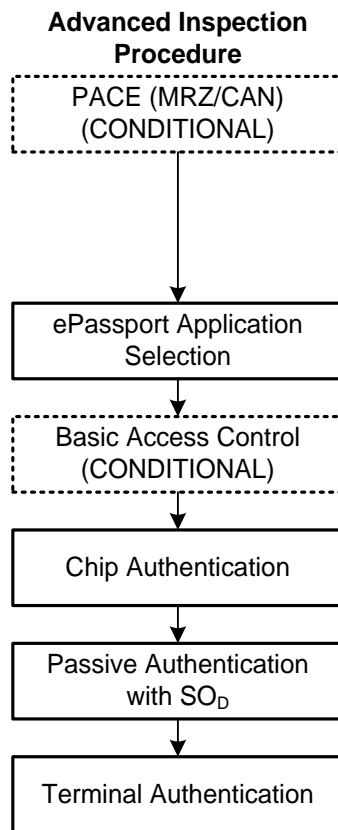 Advanced Inspection
Procedure
PACE (MRZ/CAN)
(CONDITIONAL)
ePassport Application
Selection
Basic Access Control
(CONDITIONAL)
Chip Authentication
Passive Authentication
with SOD
Terminal Authentication